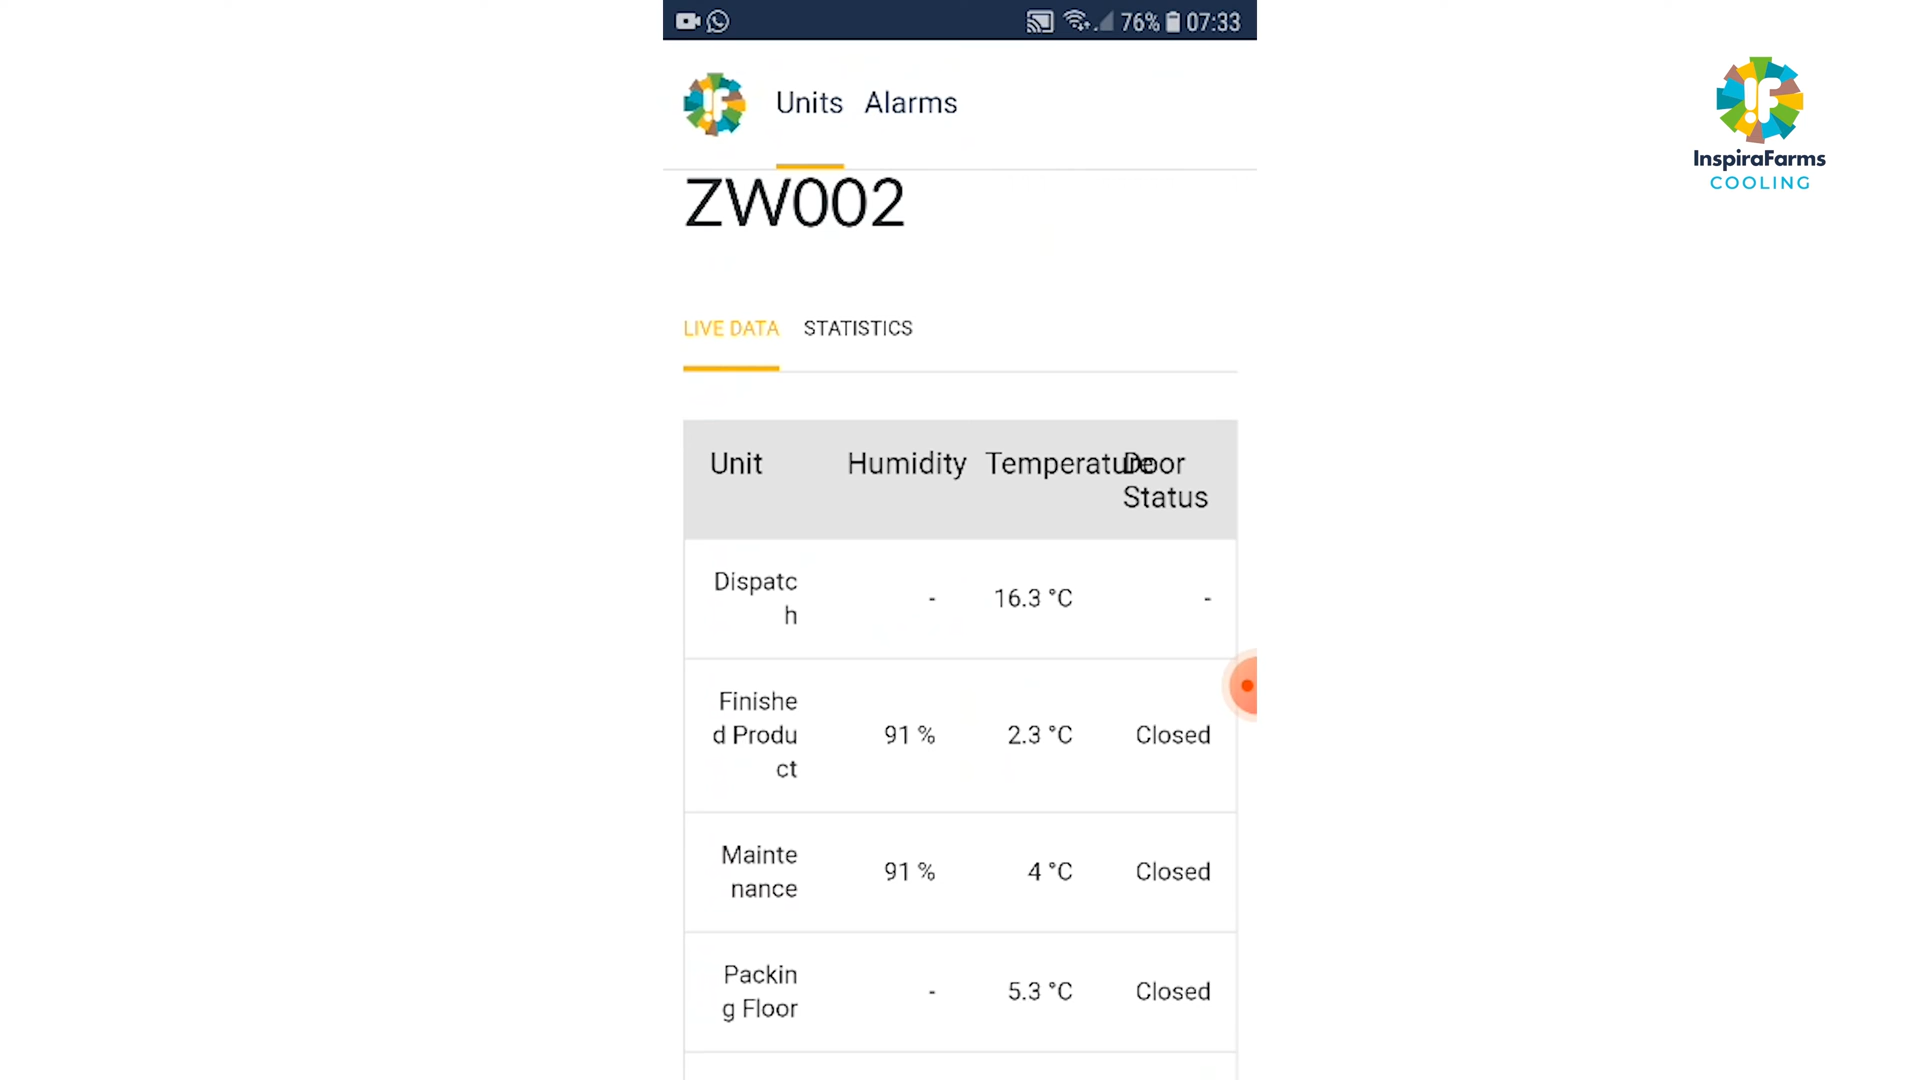 76% 07:33
Units Alarms
InspiraFarms
COOLING
ZW002
LIVE DATA STATISTICS
Unit Humidity Temperature Door
Status
Dispatc
h - 16.3 °C -
Finishe
d Produ 91 % 2.3 °C Closed
ct
Mainte
nance 91 % 4 °C Closed
Packin
g Floor - 5.3 °C Closed